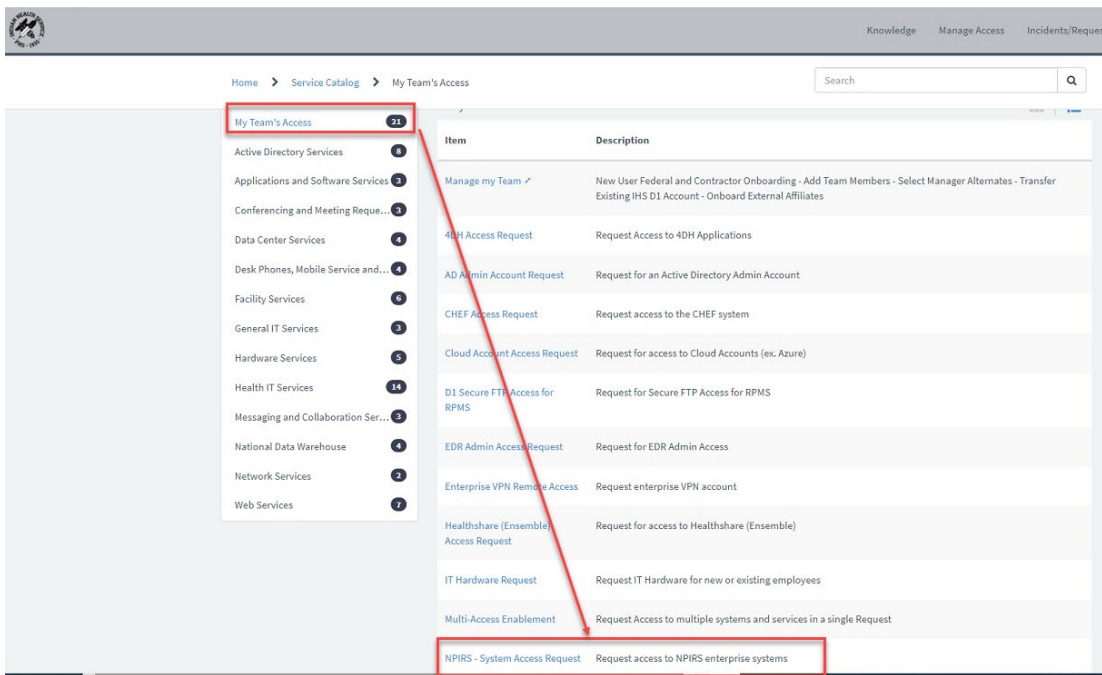 Knowledge Manage Access Incidents/Reques
Home > Service Catalog > My Team's Access
Search
My Team's Access 21
Active Directory Services 8
Applications and Software Services 3
Conferencing and Meeting Reque... 3
Data Center Services 4
Desk Phones, Mobile Service and... 4
Facility Services 6
General IT Services 3
Hardware Services 5
Health IT Services 14
Messaging and Collaboration Ser... 3
National Data Warehouse 4
Network Services 2
Web Services 7
Item Description
Manage my Team New User Federal and Contractor Onboarding - Add Team Members - Select Manager Alternates - Transfer
Existing IHS D1 Account - Onboard External Affiliates
4DH Access Request Request Access to 4DH Applications
AD Admin Account Request Request for an Active Directory Admin Account
CHEF Access Request Request access to the CHEF system
Cloud Account Access Request Request for access to Cloud Accounts (ex. Azure)
D1 Secure FTP Access for Request for Secure FTP Access for RPMS
RPMS
EDR Admin Access Request Request for EDR Admin Access
Enterprise VPN Remote Access Request enterprise VPN account
Healthshare (Ensemble) Request for access to Healthshare (Ensemble)
Access Request
IT Hardware Request Request IT Hardware for new or existing employees
Multi-Access Enablement Request Access to multiple systems and services in a single Request
NPIRS - System Access Request Request access to NPIRS enterprise systems